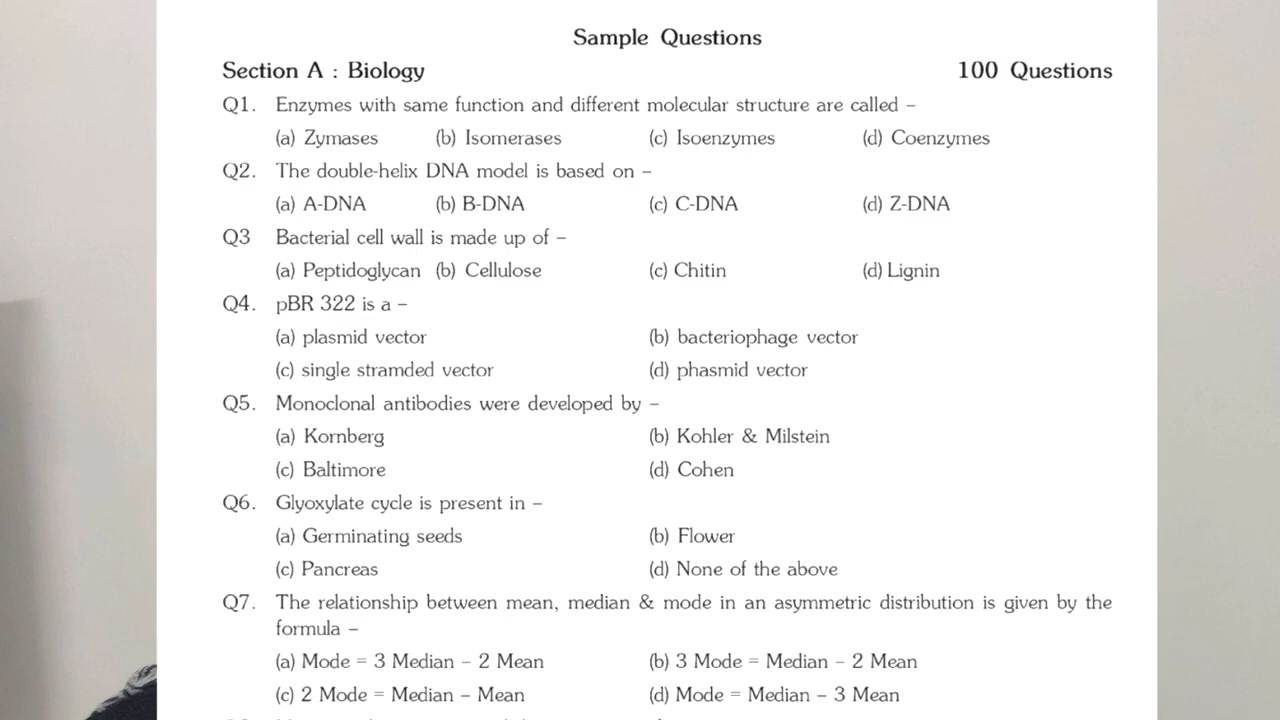 Sample Questions
Section A : Biology 100 Questions
Q1. Enzymes with same function and different molecular structure are called –
(a) Zymases (b) Isomerases (c) Isoenzymes (d) Coenzymes
Q2. The double-helix DNA model is based on –
(a) A-DNA (b) B-DNA (c) C-DNA (d) Z-DNA
Q3 Bacterial cell wall is made up of –
(a) Peptidoglycan (b) Cellulose (c) Chitin (d) Lignin
Q4. pBR 322 is a –
(a) plasmid vector (b) bacteriophage vector
(c) single stramded vector (d) phasmid vector
Q5. Monoclonal antibodies were developed by –
(a) Kornberg (b) Kohler & Milstein
(c) Baltimore (d) Cohen
Q6. Glyoxylate cycle is present in –
(a) Germinating seeds (b) Flower
(c) Pancreas (d) None of the above
Q7. The relationship between mean, median & mode in an asymmetric distribution is given by the
formula –
(a) Mode = 3 Median – 2 Mean (b) 3 Mode = Median – 2 Mean
(c) 2 Mode = Median – Mean (d) Mode = Median – 3 Mean